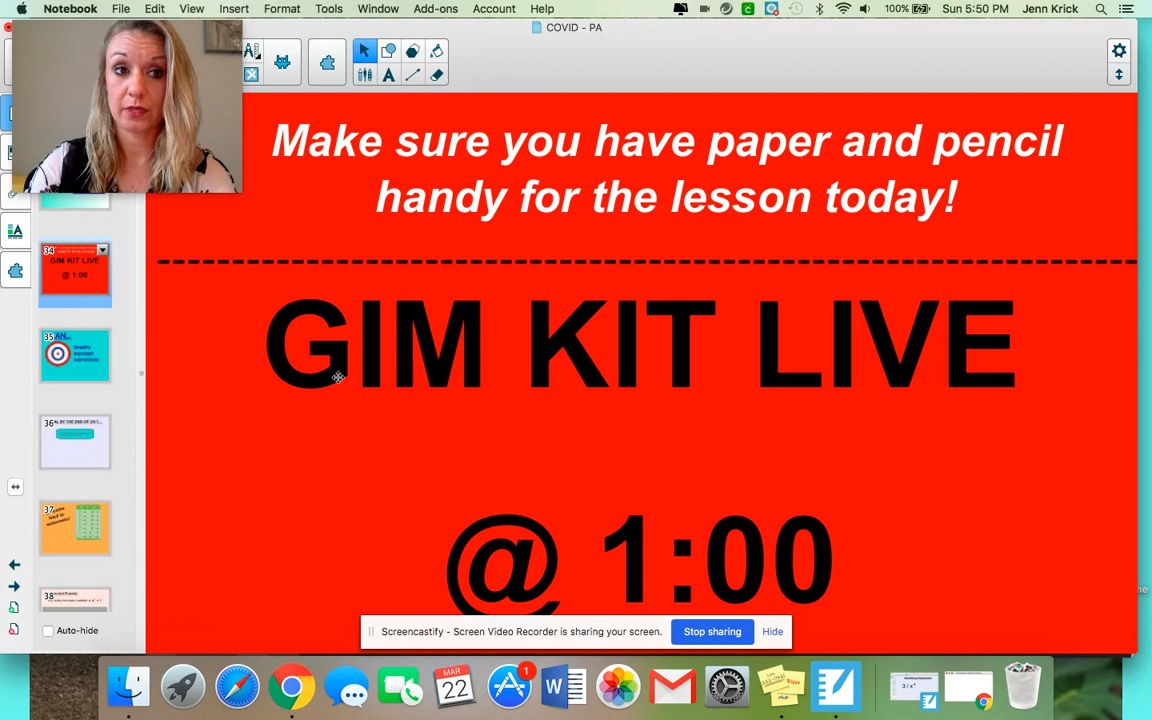 Notebook File Edit View Insert Format Tools Window Add-ons Account Help 100% Sun 5:50 PM Jenn Krick
COVID - PA
Make sure you have paper and pencil
handy for the lesson today!
GIM KIT LIVE
@ 1:00
34
GIM KIT LIVE
@ 1:00
35
36
37
38
Auto-hide
Screencastify - Screen Video Recorder is sharing your screen. Stop sharing Hide
MAR
22
1